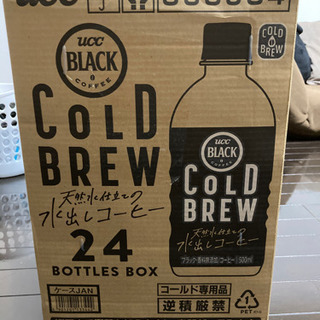 ucc
COLD
BREW
ucc
BLACK
COFFEE
COLD
BREW
天然水仕立ての
水出しコーヒー
24
BOTTLES BOX
ucc
BLACK
COFFEE
COLD
BREW
天然水仕立ての
水出しコーヒー
ケースJAN
コールド専用品
逆積厳禁
1
PET